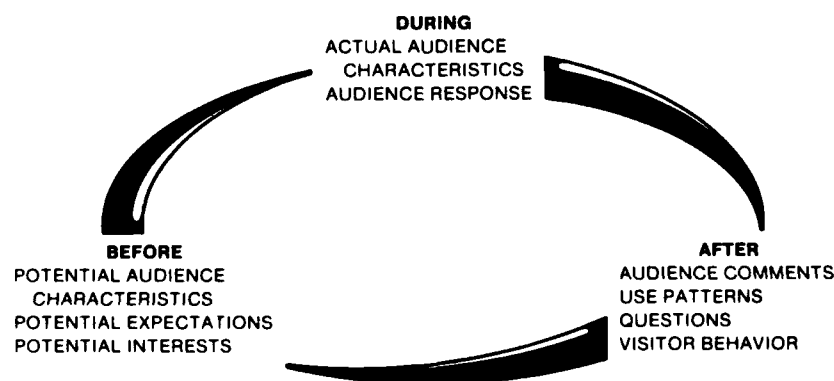 DURING
ACTUAL AUDIENCE
CHARACTERISTICS
AUDIENCE RESPONSE
BEFORE
POTENTIAL AUDIENCE
CHARACTERISTICS
POTENTIAL EXPECTATIONS
POTENTIAL INTERESTS
AFTER
AUDIENCE COMMENTS
USE PATTERNS
QUESTIONS
VISITOR BEHAVIOR